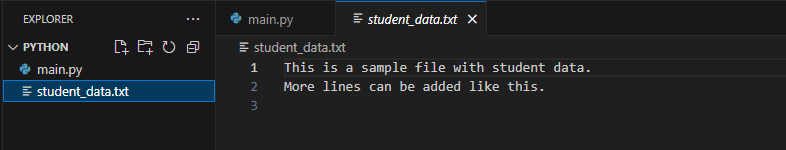 EXPLORER
main.py
student_data.txt
PYTHON
student_data.txt
main.py
student_data.txt
1 This is a sample file with student data.
2 More lines can be added like this.
3